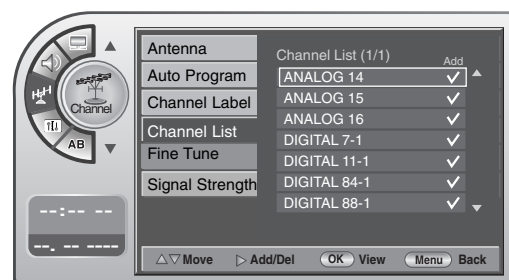 Antenna
Auto Program
Channel Label
Channel List
Fine Tune
Signal Strength
Channel
AB
Channel List (1/1) Add
ANALOG 14 ✓
ANALOG 15 ✓
ANALOG 16 ✓
DIGITAL 7-1 ✓
DIGITAL 11-1 ✓
DIGITAL 84-1 ✓
DIGITAL 88-1 ✓
--:-- --
--. -- ----
△▽ Move ▷ Add/Del OK View Menu Back